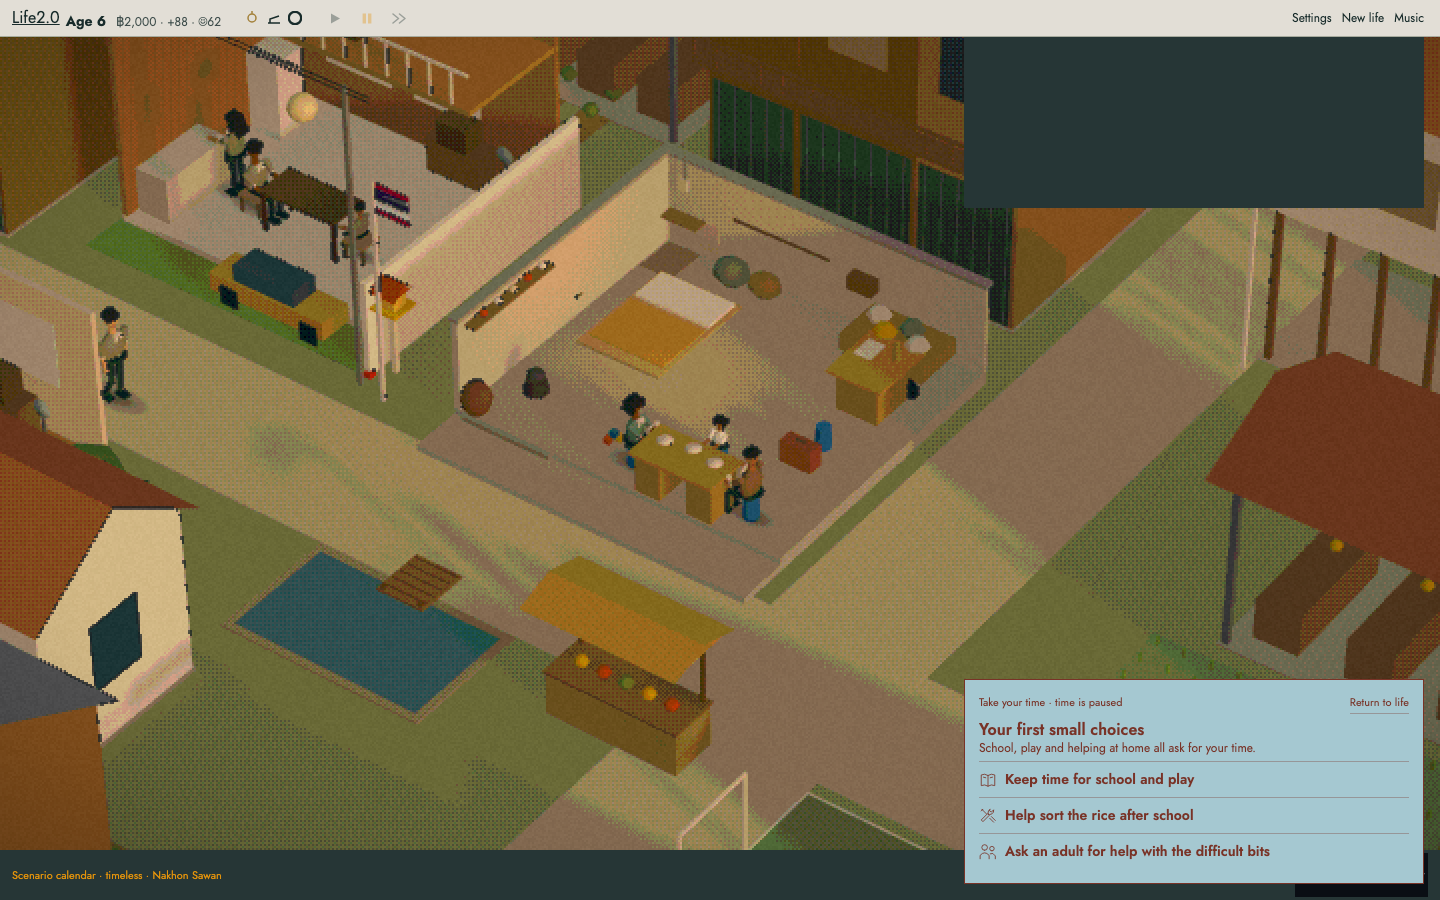 Life2.0 Age 6 ฿2,000 · +88 · ◎62
Settings New life Music
Take your time · time is paused
Return to life
Your first small choices
School, play and helping at home all ask for your time.
Keep time for school and play
Help sort the rice after school
Ask an adult for help with the difficult bits
Scenario calendar · timeless · Nakhon Sawan